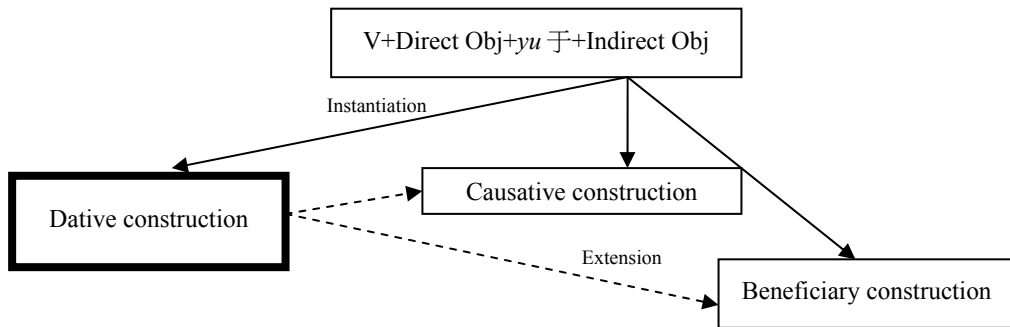 V+Direct Obj+yu 于+Indirect Obj
Instantiation
Causative construction
Dative construction
Extension
Beneficiary construction